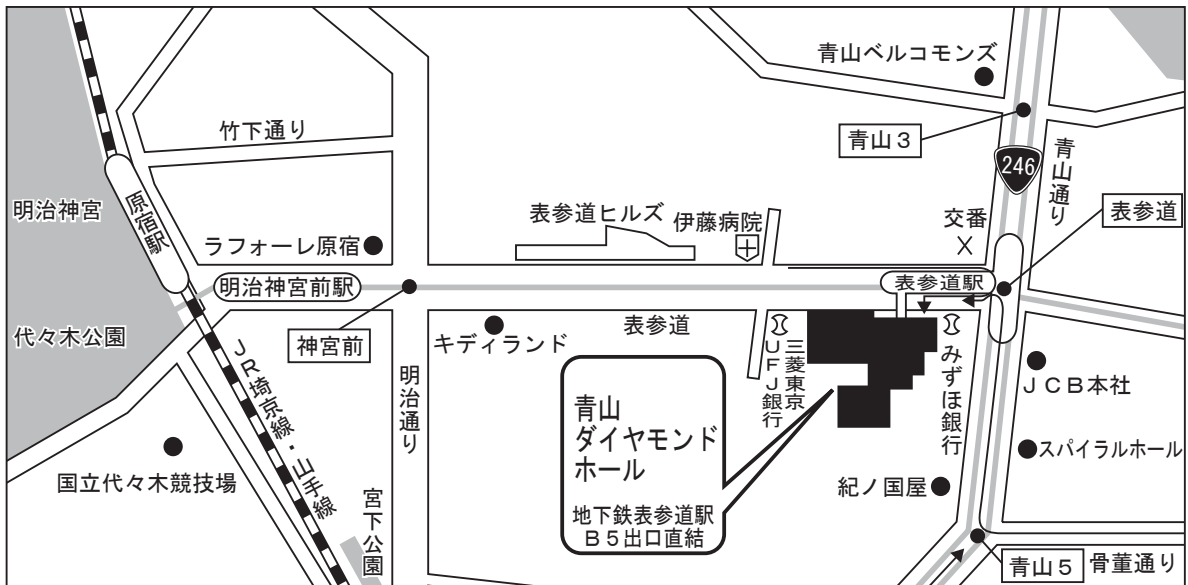 青山ベルコモンズ
竹下通り
青山3
246
青山通り
明治神宮
原宿駅
表参道ヒルズ
伊藤病院
交番
表参道
ラフォーレ原宿
明治神宮前駅
表参道駅
代々木公園
神宮前
キディランド
表参道
三菱東京
UFJ銀行
みずほ銀行
JR埼京線・山手線
明治通り
JCB本社
青山
ダイヤモンド
ホール
地下鉄表参道駅
B5出口直結
スパイラルホール
国立代々木競技場
紀ノ国屋
宮下公園
青山5
骨董通り